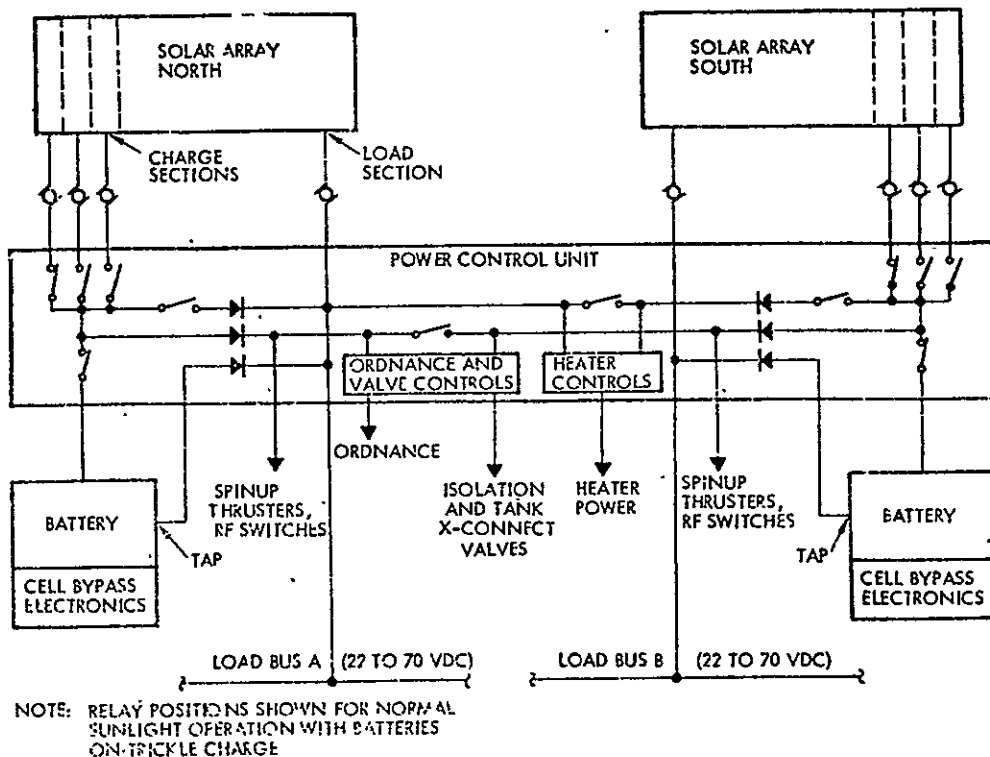 SOLAR ARRAY
NORTH
SOLAR ARRAY
SOUTH
CHARGE
SECTIONS
LOAD
SECTION
POWER CONTROL UNIT
ORDNANCE AND
VALVE CONTROLS
HEATER
CONTROLS
ORDNANCE
SPINUP
THRUSTERS,
RF SWITCHES
ISOLATION
AND TANK
X-CONNECT
VALVES
HEATER
POWER
SPINUP
THRUSTERS,
RF SWITCHES
BATTERY
TAP
CELL BYPASS
ELECTRONICS
BATTERY
TAP
CELL BYPASS
ELECTRONICS
LOAD BUS A (22 TO 70 VDC)
LOAD BUS B (22 TO 70 VDC)
NOTE: RELAY POSITIONS SHOWN FOR NORMAL
SUNLIGHT OPERATION WITH BATTERIES
ON-TRICKLE CHARGE